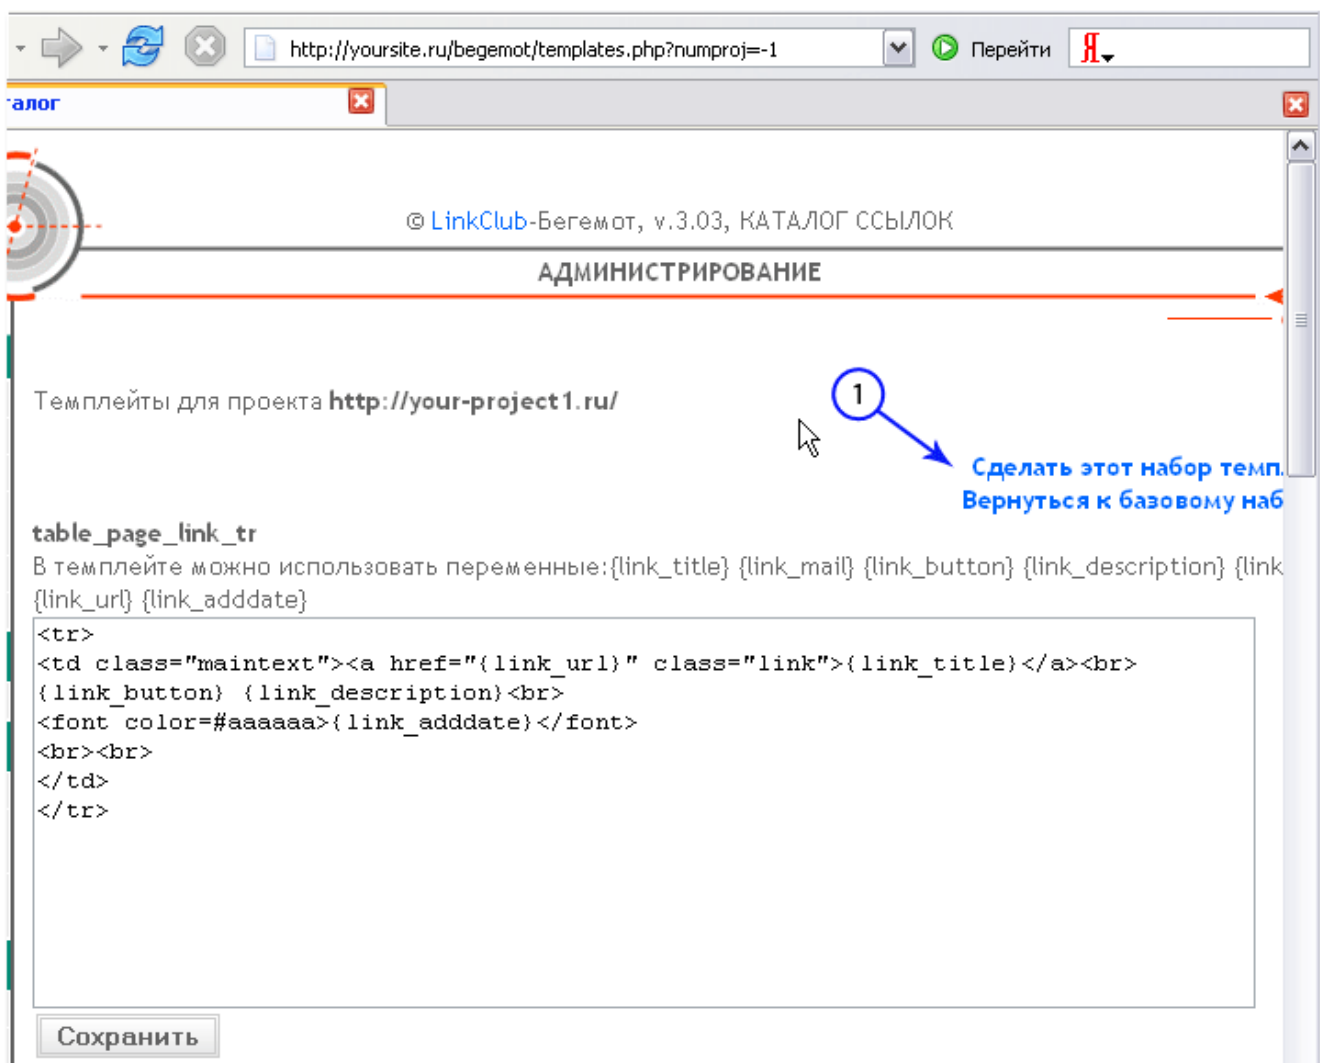 http://yoursite.ru/begemot/templates.php?numproj=-1 Перейти Я
талог
© LinkClub-Бегемот, v.3.03, КАТАЛОГ ССЫЛОК
АДМИНИСТРИРОВАНИЕ
1
Темплейты для проекта http://your-project1.ru/
Сделать этот набор темп
Вернуться к базовому наб
table_page_link_tr
В темплейте можно использовать переменные:{link_title} {link_mail} {link_button} {link_description} {link
{link_url} {link_adddate}
<tr>
<td class="maintext"><a href="{link_url}" class="link">{link_title}</a><br>
{link_button} {link_description}<br>
<font color=#aaaaaa>{link_adddate}</font>
<br><br>
</td>
</tr>
Сохранить